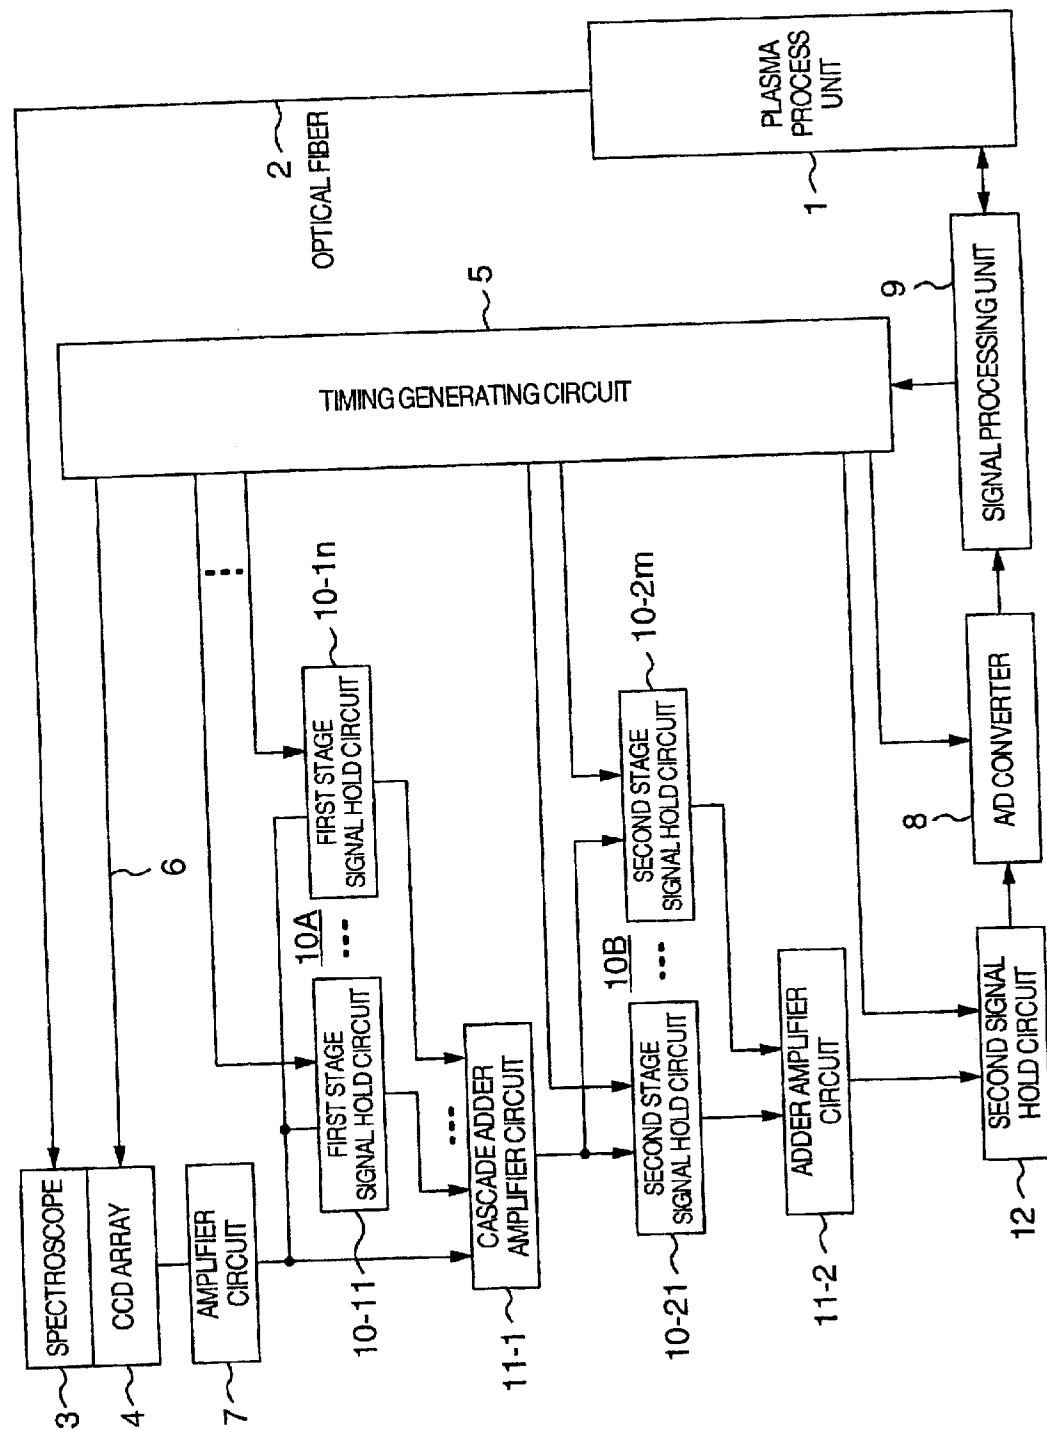 3
SPECTROSCOPE
4
CCD ARRAY
7
AMPLIFIER
CIRCUIT
2
OPTICAL FIBER
6
5
TIMING GENERATING CIRCUIT
1
PLASMA
PROCESS
UNIT
10-11
FIRST STAGE
SIGNAL HOLD CIRCUIT
10A
10-1n
FIRST STAGE
SIGNAL HOLD CIRCUIT
11-1
CASCADE ADDER
AMPLIFIER CIRCUIT
10-21
SECOND STAGE
SIGNAL HOLD CIRCUIT
10B
10-2m
SECOND STAGE
SIGNAL HOLD CIRCUIT
11-2
ADDER AMPLIFIER
CIRCUIT
12
SECOND SIGNAL
HOLD CIRCUIT
8
A/D CONVERTER
9
SIGNAL PROCESSING UNIT